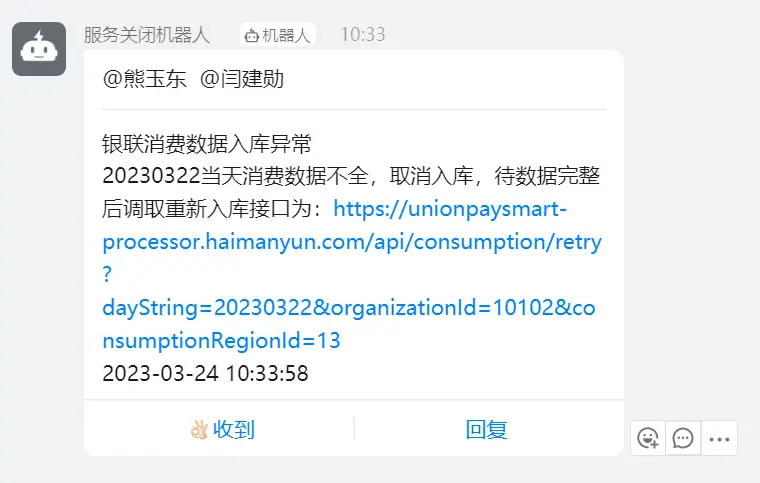 服务关闭机器人 机器人 10:33
@熊玉东 @闫建勋
银联消费数据入库异常
20230322当天消费数据不全，取消入库，待数据完整
后调取重新入库接口为：https://unionpaysmart-
processor.haimanyun.com/api/consumption/retry
?
dayString=20230322&organizationId=10102&co
nsumptionRegionId=13
2023-03-24 10:33:58
👌🏻收到 回复